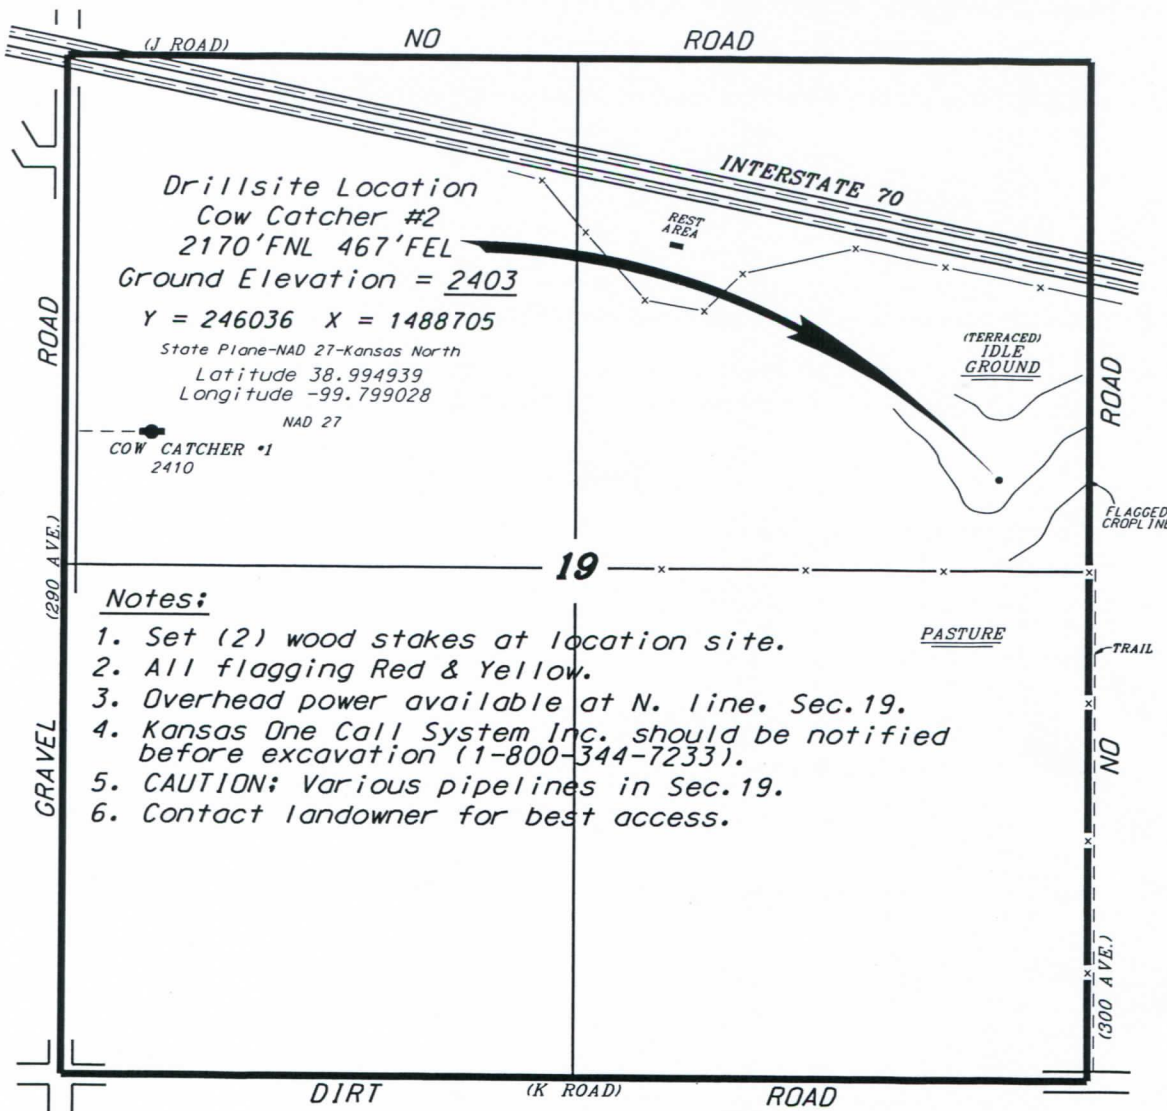 (J ROAD)
NO ROAD
INTERSTATE 70
REST
AREA
Drillsite Location
Cow Catcher #2
2170'FNL 467'FEL
Ground Elevation = 2403
Y = 246036 X = 1488705
State Plane-NAD 27-Kansas North
Latitude 38.994939
Longitude -99.799028
NAD 27
ROAD
(TERRACED)
IDLE
GROUND
ROAD
COW CATCHER #1
2410
FLAGGED
CROPLINE
(290 AVE.)
19
Notes:
1. Set (2) wood stakes at location site.
2. All flagging Red & Yellow.
3. Overhead power available at N. line, Sec.19.
4. Kansas One Call System Inc. should be notified
before excavation (1-800-344-7233).
5. CAUTION: Various pipelines in Sec.19.
6. Contact landowner for best access.
PASTURE
TRAIL
GRAVEL
NO
(300 AVE.)
DIRT (K ROAD) ROAD